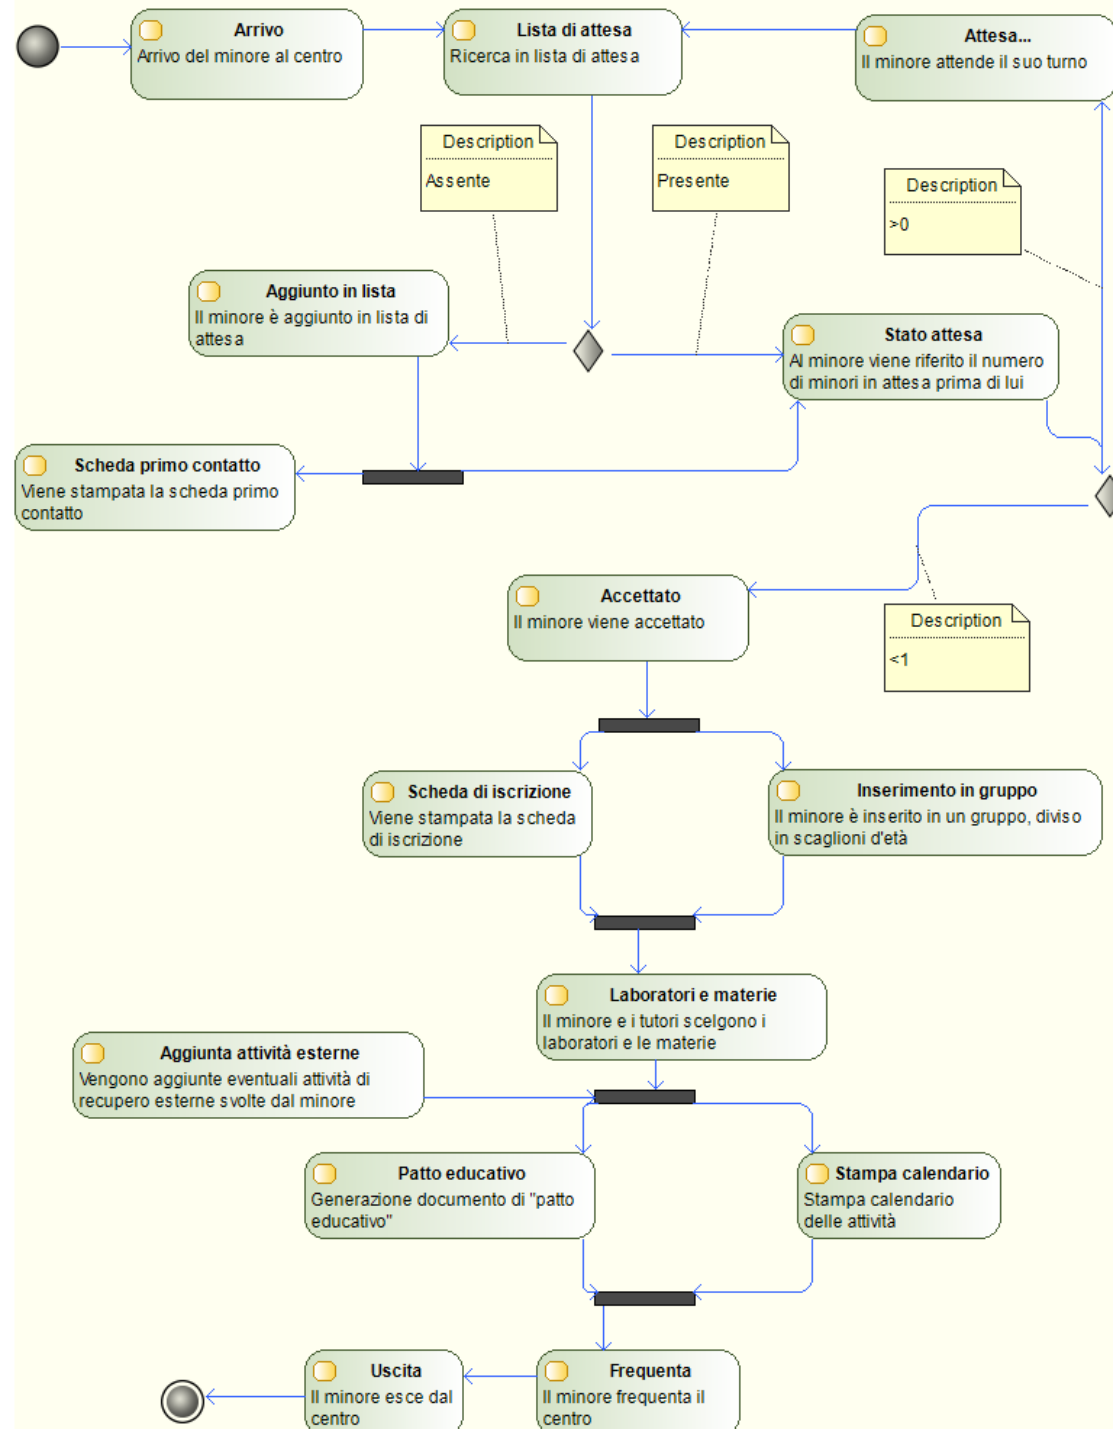 Arrivo
Arrivo del minore al centro
Lista di attesa
Ricerca in lista di attesa
Attesa...
Il minore attende il suo turno
Description
Assente
Description
Presente
Description
>0
Aggiunto in lista
Il minore è aggiunto in lista di
attesa
Stato attesa
Al minore viene riferito il numero
di minori in attesa prima di lui
Scheda primo contatto
Viene stampata la scheda primo
contatto
Accettato
Il minore viene accettato
Description
<1
Scheda di iscrizione
Viene stampata la scheda
di iscrizione
Inserimento in gruppo
Il minore è inserito in un gruppo, diviso
in scaglioni d'età
Laboratori e materie
Il minore e i tutori scelgono i
laboratori e le materie
Aggiunta attività esterne
Vengono aggiunte eventuali attività di
recupero esterne svolte dal minore
Patto educativo
Generazione documento di "patto
educativo"
Stampa calendario
Stampa calendario
delle attività
Uscita
Il minore esce dal
centro
Frequenta
Il minore frequenta il
centro